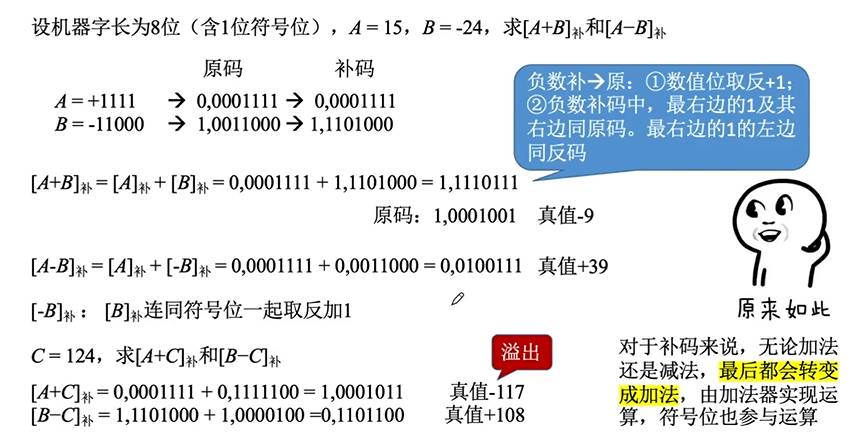 设机器字长为8位（含1位符号位），A = 15，B = -24，求[A+B]补和[A−B]补
原码 补码
A = +1111 → 0,0001111 → 0,0001111
B = -11000 → 1,0011000 → 1,1101000
负数补→原：①数值位取反+1；
②负数补码中，最右边的1及其
右边同原码。最右边的1的左边
同反码
[A+B]补 = [A]补 + [B]补 = 0,0001111 + 1,1101000 = 1,1110111
原码：1,0001001 真值-9
[A-B]补 = [A]补 + [-B]补 = 0,0001111 + 0,0011000 = 0,0100111 真值+39
[-B]补： [B]补连同符号位一起取反加1
原来如此
C = 124，求[A+C]补和[B−C]补
溢出
[A+C]补 = 0,0001111 + 0,1111100 = 1,0001011 真值-117
[B−C]补 = 1,1101000 + 1,0000100 =0,1101100 真值+108
对于补码来说，无论加法
还是减法，最后都会转变
成加法，由加法器实现运
算，符号位也参与运算